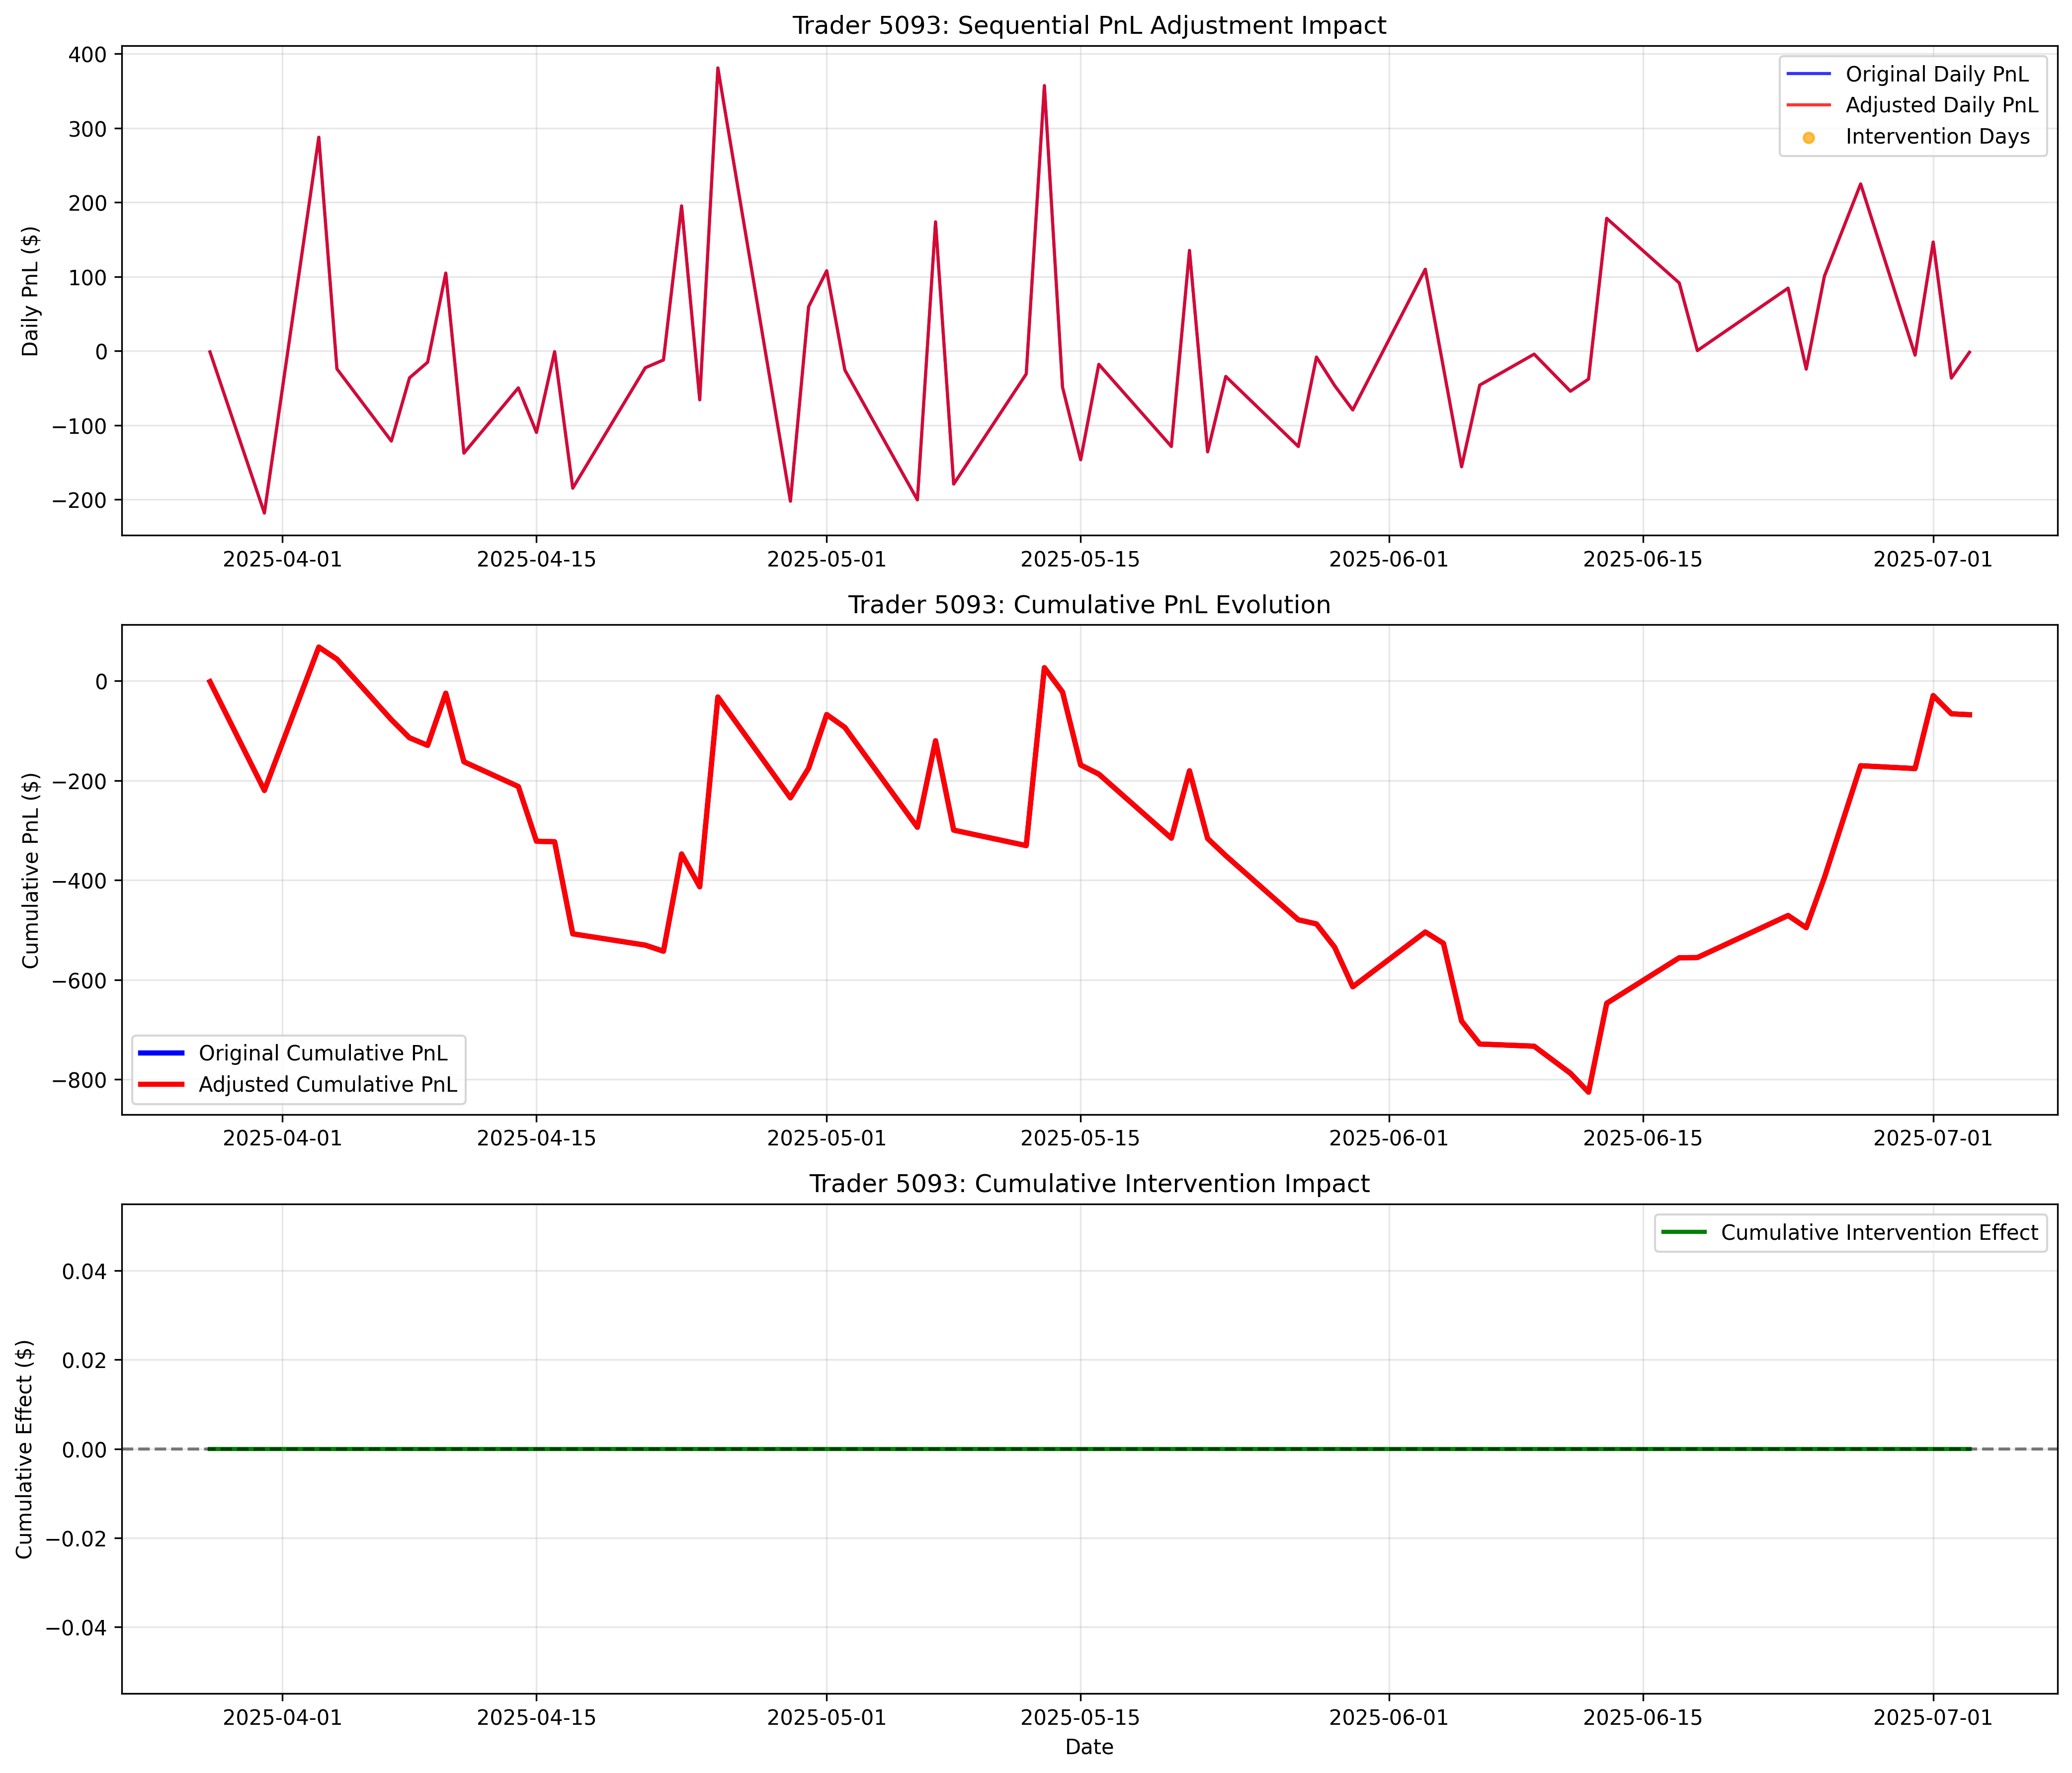 Trader 5093: Sequential PnL Adjustment Impact
Daily PnL ($)
400
300
200
100
0
−100
−200
Original Daily PnL
Adjusted Daily PnL
Intervention Days
2025-04-01 2025-04-15 2025-05-01 2025-05-15 2025-06-01 2025-06-15 2025-07-01
Trader 5093: Cumulative PnL Evolution
Cumulative PnL ($)
0
−200
−400
−600
−800
Original Cumulative PnL
Adjusted Cumulative PnL
2025-04-01 2025-04-15 2025-05-01 2025-05-15 2025-06-01 2025-06-15 2025-07-01
Trader 5093: Cumulative Intervention Impact
Cumulative Effect ($)
0.04
0.02
0.00
−0.02
−0.04
Cumulative Intervention Effect
2025-04-01 2025-04-15 2025-05-01 2025-05-15 2025-06-01 2025-06-15 2025-07-01
Date